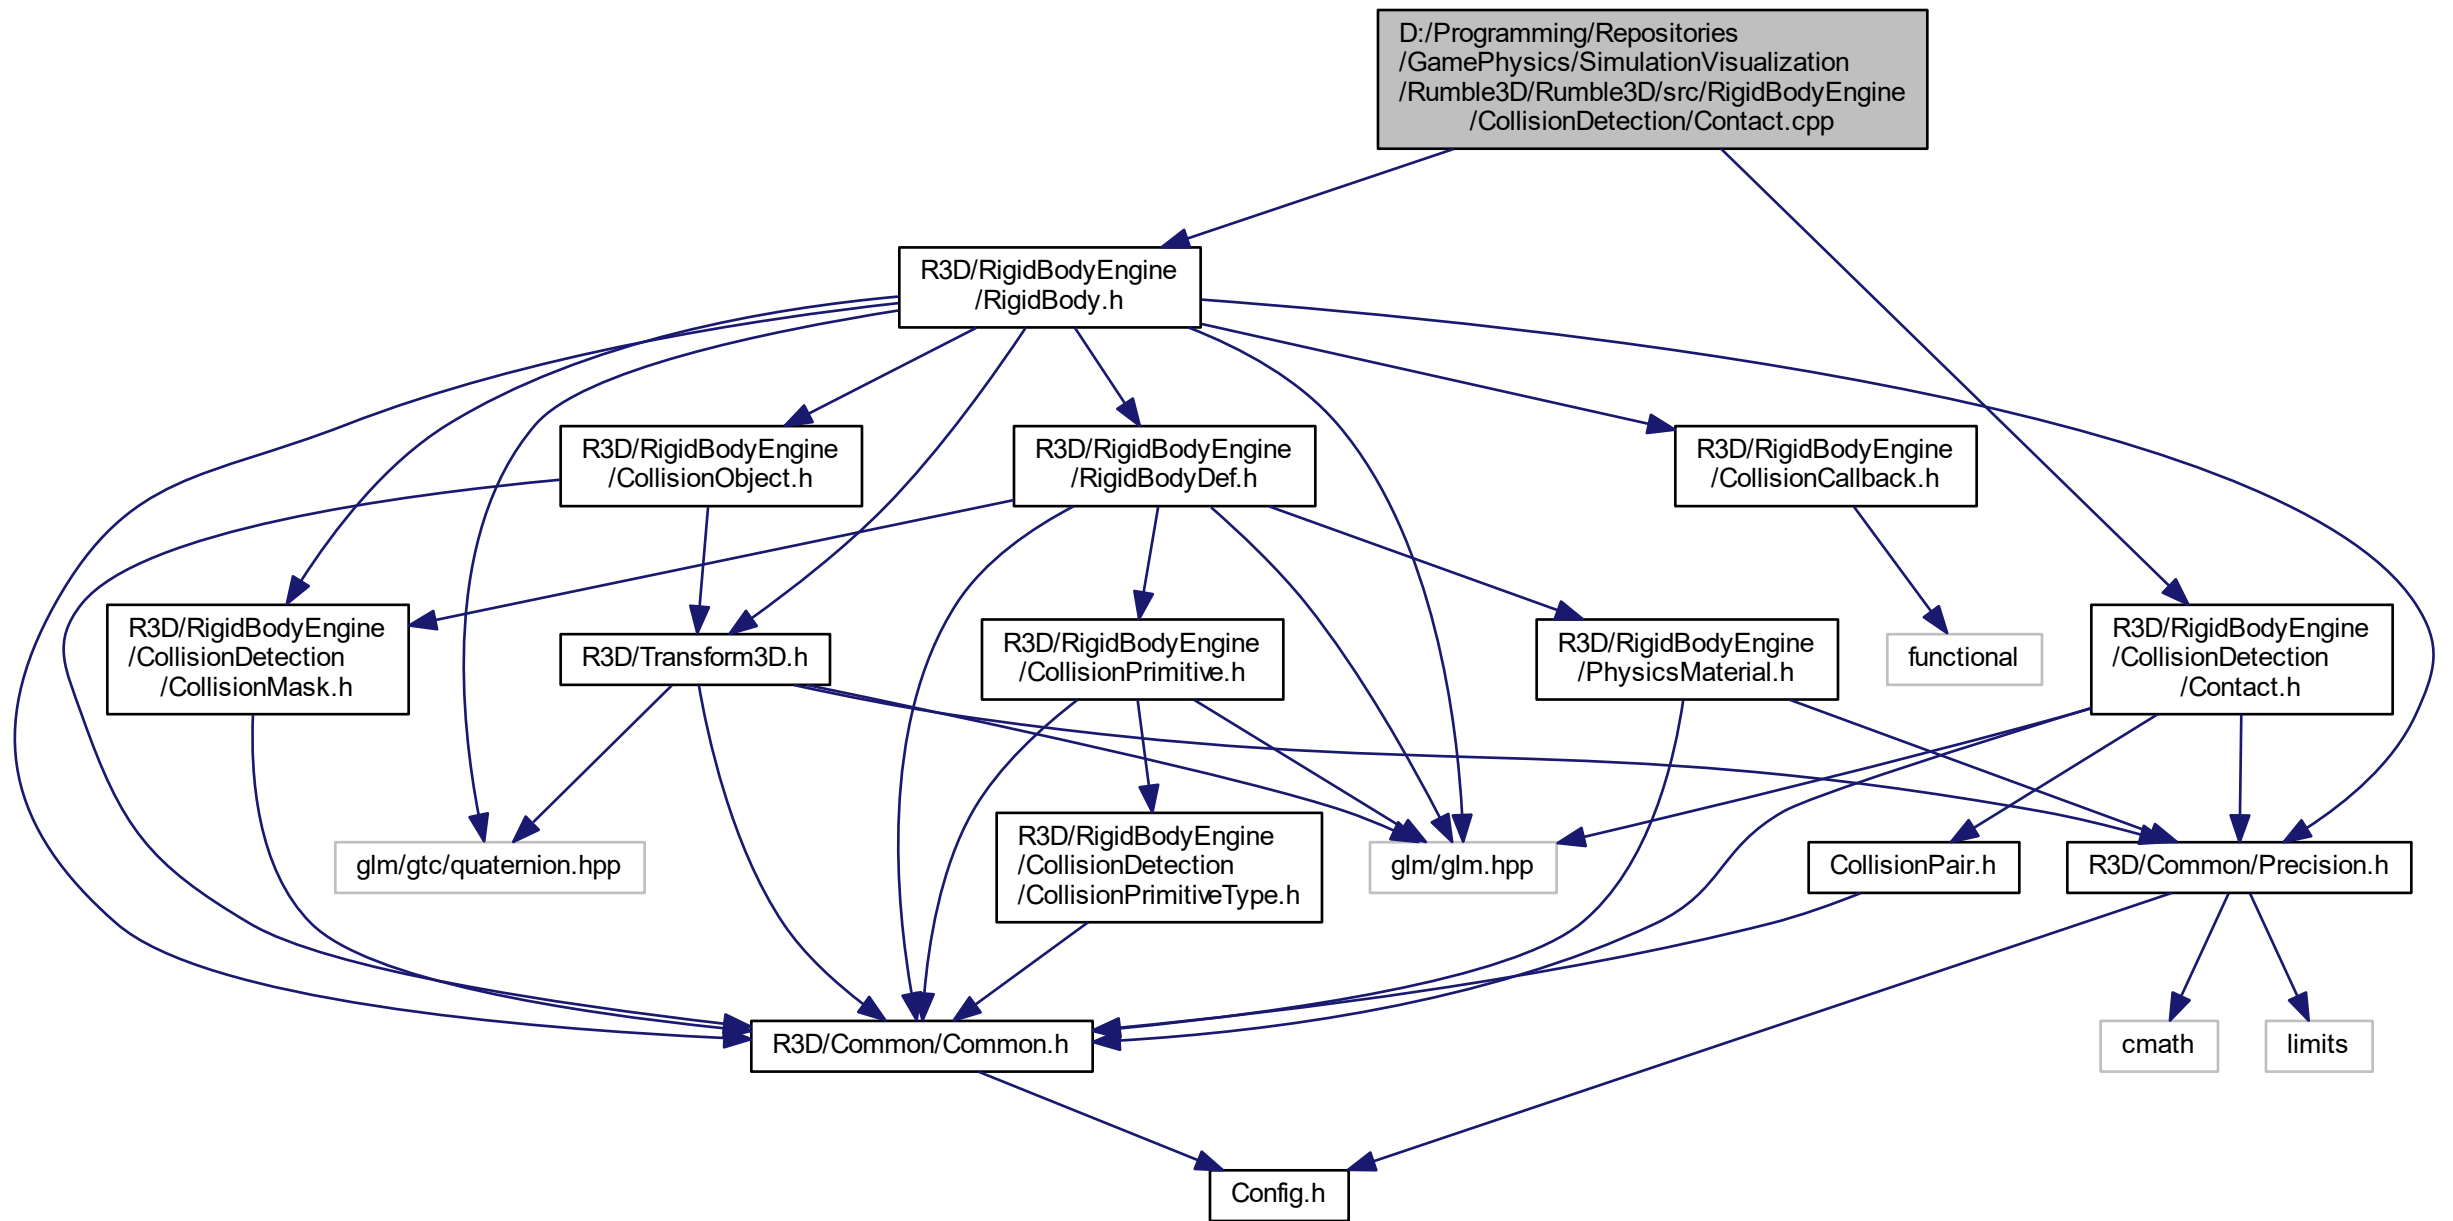 D:/Programming/Repositories
/GamePhysics/SimulationVisualization
/Rumble3D/Rumble3D/src/RigidBodyEngine
/CollisionDetection/Contact.cpp
R3D/RigidBodyEngine
/RigidBody.h
R3D/RigidBodyEngine
/CollisionObject.h
R3D/RigidBodyEngine
/RigidBodyDef.h
R3D/RigidBodyEngine
/CollisionCallback.h
R3D/RigidBodyEngine
/CollisionDetection
/CollisionMask.h
R3D/Transform3D.h
R3D/RigidBodyEngine
/CollisionPrimitive.h
R3D/RigidBodyEngine
/PhysicsMaterial.h
functional
R3D/RigidBodyEngine
/CollisionDetection
/Contact.h
glm/gtc/quaternion.hpp
R3D/RigidBodyEngine
/CollisionDetection
/CollisionPrimitiveType.h
glm/glm.hpp
CollisionPair.h
R3D/Common/Precision.h
R3D/Common/Common.h
cmath
limits
Config.h